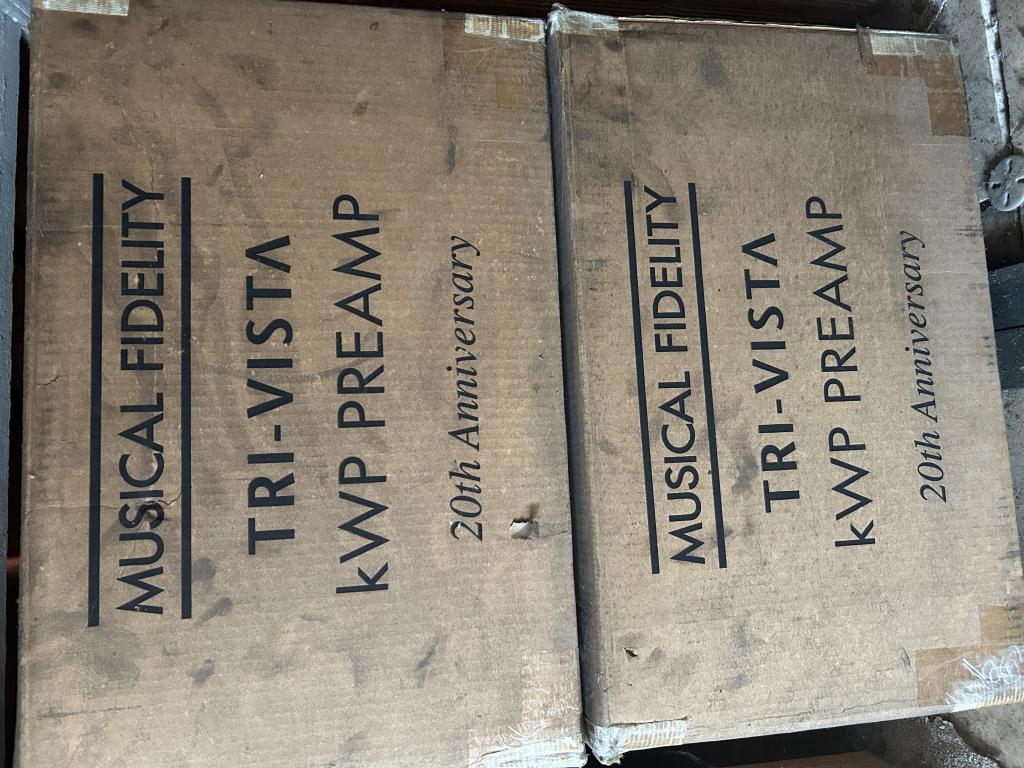 MUSICAL FIDELITY
TRI-VISTA
kWP PREAMP
20th Anniversary
MUSICAL FIDELITY
TRI-VISTA
kWP PREAMP
20th Anniversary